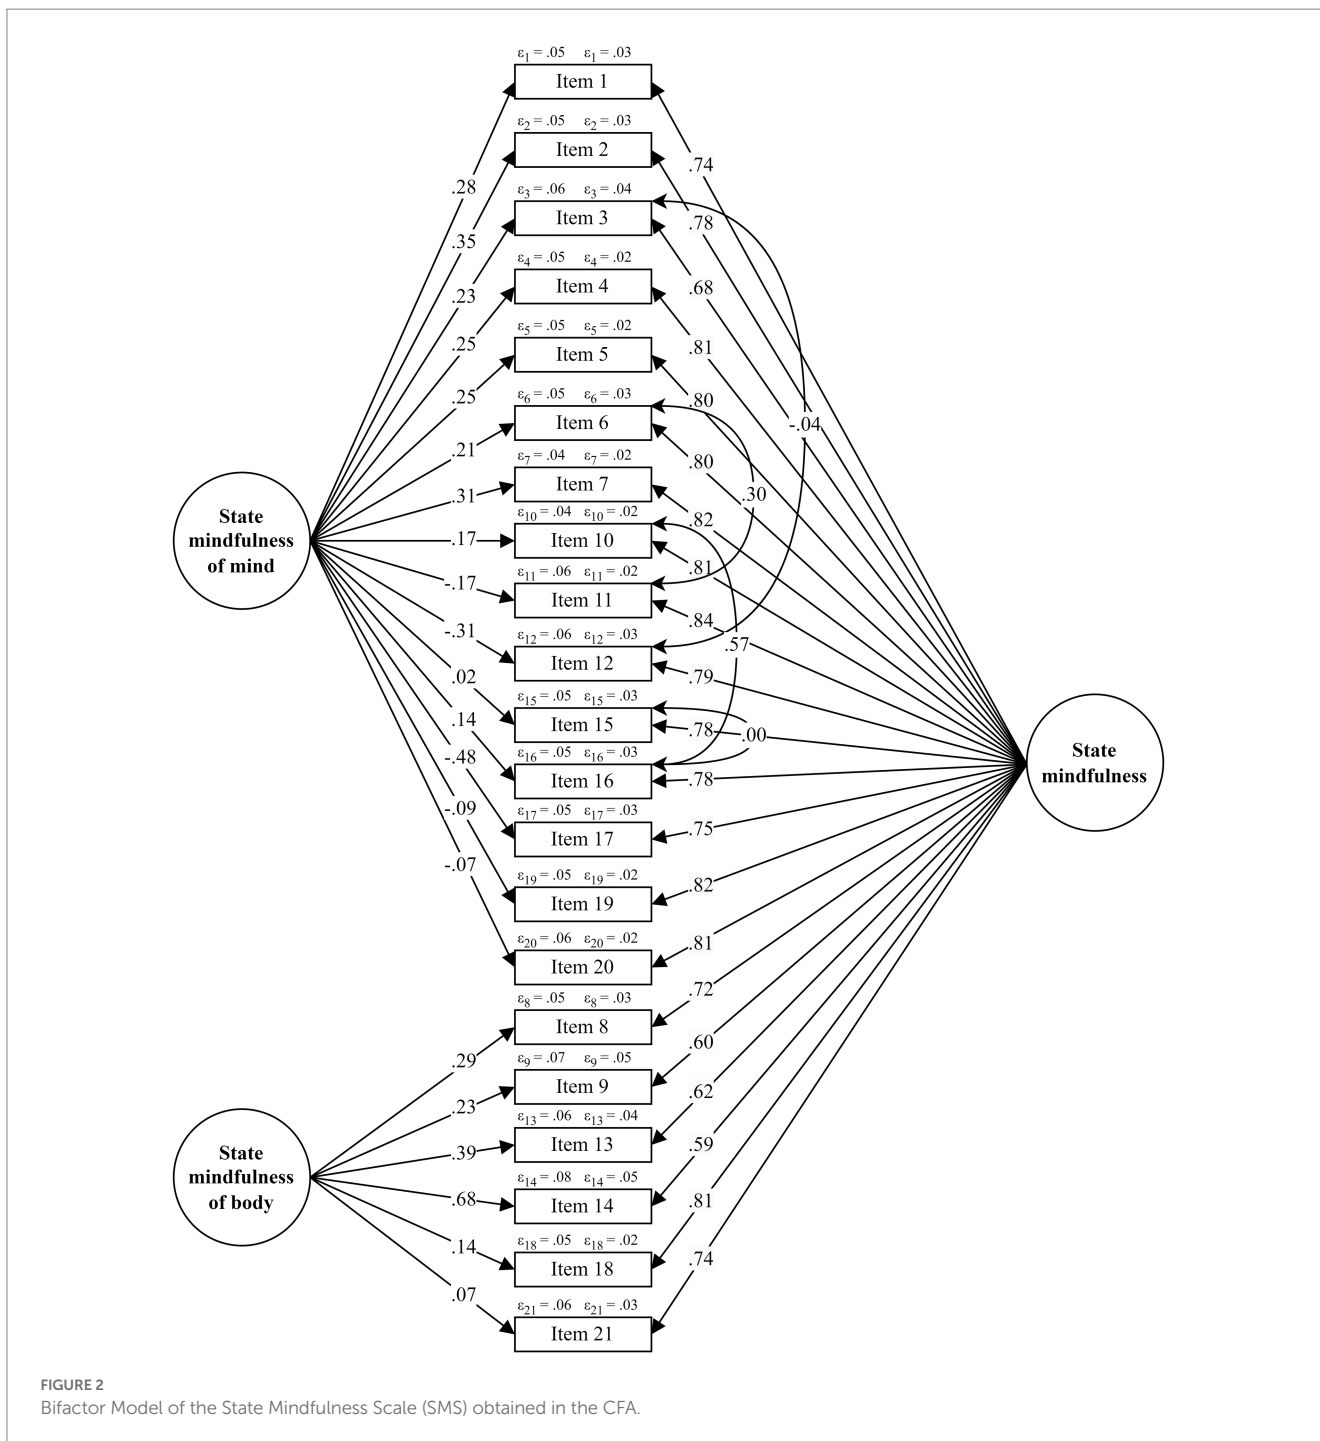 ε1 = .05 ε1 = .03
Item 1
ε2 = .05 ε2 = .03
Item 2
ε3 = .06 ε3 = .04
Item 3
ε4 = .05 ε4 = .02
Item 4
ε5 = .05 ε5 = .02
Item 5
ε6 = .05 ε6 = .03
Item 6
ε7 = .04 ε7 = .02
Item 7
ε10 = .04 ε10 = .02
Item 10
ε11 = .06 ε11 = .02
Item 11
ε12 = .06 ε12 = .03
Item 12
ε15 = .05 ε15 = .03
Item 15
ε16 = .05 ε16 = .03
Item 16
ε17 = .05 ε17 = .03
Item 17
ε19 = .05 ε19 = .02
Item 19
ε20 = .06 ε20 = .02
Item 20
ε8 = .05 ε8 = .03
Item 8
ε9 = .07 ε9 = .05
Item 9
ε13 = .06 ε13 = .04
Item 13
ε14 = .08 ε14 = .05
Item 14
ε18 = .05 ε18 = .02
Item 18
ε21 = .06 ε21 = .03
Item 21
State
mindfulness
of mind
.28
.35
.23
.25
.25
.21
.31
.17
-.17
-.31
.02
.14
-.48
-.09
-.07
State
mindfulness
of body
.29
.23
.39
.68
.14
.07
.74
.78
.68
.81
.80
.80
.82
.81
.84
.79
.78
.78
.75
.82
.81
.72
.60
.62
.59
.81
.74
-.04
.30
.57
.00
State
mindfulness
FIGURE 2
Bifactor Model of the State Mindfulness Scale (SMS) obtained in the CFA.